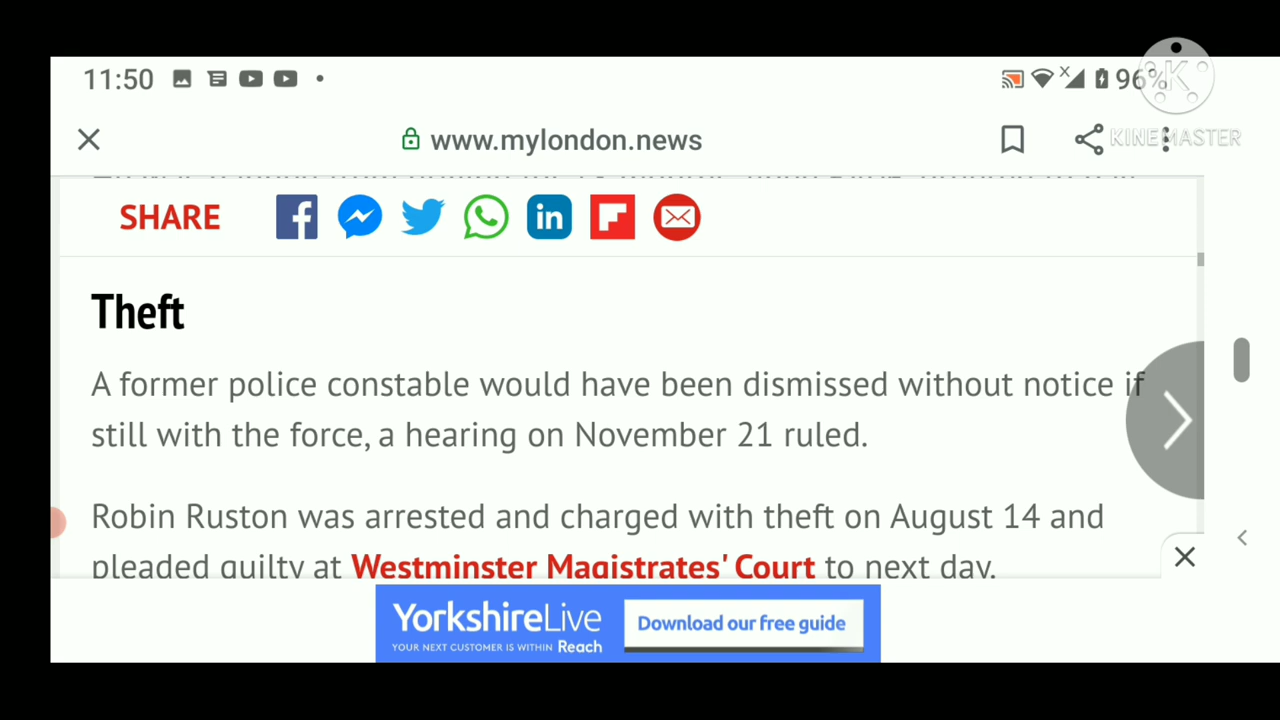 11:50
96%
www.mylondon.news
KINEMASTER
SHARE
Theft
A former police constable would have been dismissed without notice if
still with the force, a hearing on November 21 ruled.
Robin Ruston was arrested and charged with theft on August 14 and
pleaded guilty at Westminster Magistrates' Court to next day.
YorkshireLive
YOUR NEXT CUSTOMER IS WITHIN Reach
Download our free guide